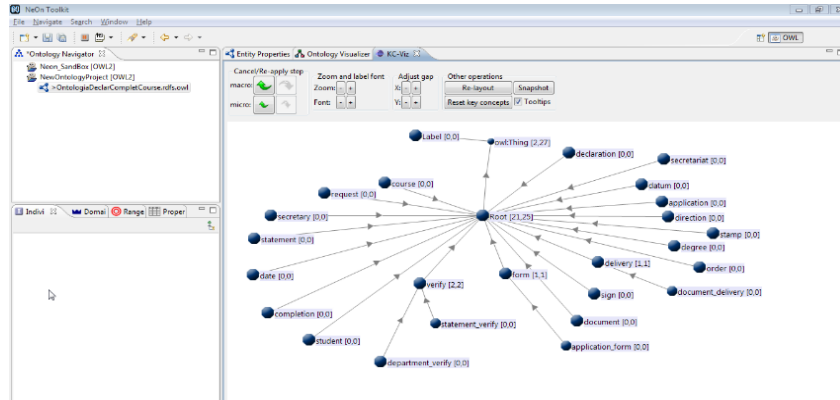 NeOn Toolkit
File Navigate Search Window Help
OWL
*Ontology Navigator
Neon_SandBox [OWL2]
NewOntologyProject [OWL2]
>OntologiaDeclarCompletCourse.rdfs.owl
Indivi Domai Range Proper
Entity Properties Ontology Visualizer KC-Viz
Cancel/Re-apply step
macro:
micro:
Zoom and label font
Zoom: - +
Font: - +
Adjust gap
X: - +
Y: - +
Other operations
Re-layout Snapshot
Reset key concepts Tooltips
Label [0,0]
owl:Thing [2,27]
declaration [0,0]
secretariat [0,0]
course [0,0]
datum [0,0]
request [0,0]
application [0,0]
secretary [0,0]
Root [21,25]
direction [0,0]
statement [0,0]
stamp [0,0]
degree [0,0]
date [0,0]
verify [2,2]
form [1,1]
delivery [1,1]
order [0,0]
sign [0,0]
document_delivery [0,0]
completion [0,0]
statement_verify [0,0]
document [0,0]
student [0,0]
application_form [0,0]
department_verify [0,0]